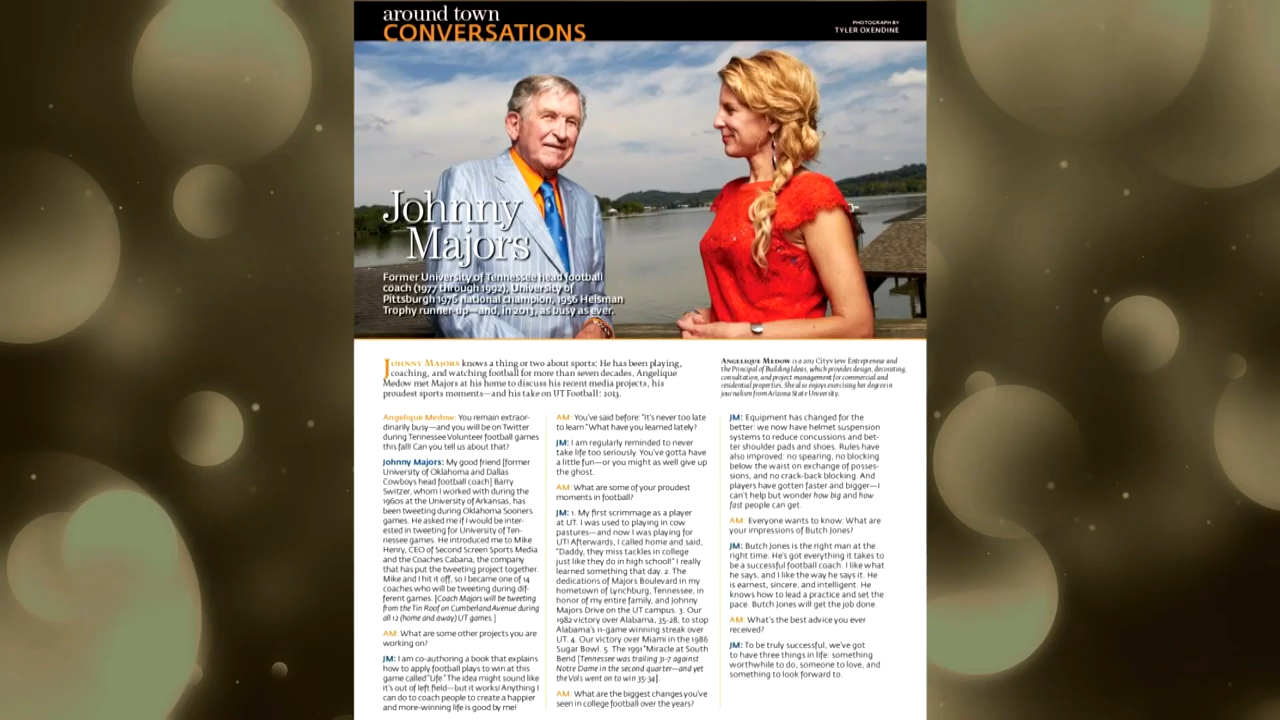 around town
CONVERSATIONS
PHOTOGRAPH BY
TYLER OXENDINE
Johnny
Majors
Former University of Tennessee head football
coach (1977 through 1992), University of
Pittsburgh 1976 national champion, 1956 Heisman
Trophy runner-up—and, in 2013, as busy as ever.
JOHNNY MAJORS knows a thing or two about sports: He has been playing,
coaching, and watching football for more than seven decades. Angelique
Medow met Majors at his home to discuss his recent media projects, his
proudest sports moments—and his take on UT Football: 2013.
ANGELIQUE MEDOW is a 2012 Cityview Entrepreneur and
the Principal of Building Ideas, which provides design, decorating,
consultation, and project management for commercial and
residential properties. She also enjoys exercising her degree in
journalism from Arizona State University.
Angelique Medow: You remain extraor-
dinarily busy—and you will be on Twitter
during Tennessee Volunteer football games
this fall! Can you tell us about that?
Johnny Majors: My good friend [former
University of Oklahoma and Dallas
Cowboys head football coach] Barry
Switzer, whom I worked with during the
1960s at the University of Arkansas, has
been tweeting during Oklahoma Sooners
games. He asked me if I would be inter-
ested in tweeting for University of Ten-
nessee games. He introduced me to Mike
Henry, CEO of Second Screen Sports Media
and the Coaches Cabana, the company
that has put the tweeting project together.
Mike and I hit it off, so I became one of 14
coaches who will be tweeting during dif-
ferent games. [Coach Majors will be tweeting
from the Tin Roof on Cumberland Avenue during
all 12 (home and away) UT games.]
AM: What are some other projects you are
working on?
JM: I am co-authoring a book that explains
how to apply football plays to win at this
game called "Life." The idea might sound like
it's out of left field—but it works! Anything I
can do to coach people to create a happier
and more-winning life is good by me!
AM: You've said before: "It's never too late
to learn." What have you learned lately?
JM: I am regularly reminded to never
take life too seriously. You've gotta have
a little fun—or you might as well give up
the ghost.
AM: What are some of your proudest
moments in football?
JM: 1. My first scrimmage as a player
at UT. I was used to playing in cow
pastures—and now I was playing for
UT! Afterwards, I called home and said,
"Daddy, they miss tackles in college
just like they do in high school!" I really
learned something that day. 2. The
dedications of Majors Boulevard in my
hometown of Lynchburg, Tennessee, in
honor of my entire family, and Johnny
Majors Drive on the UT campus. 3. Our
1982 victory over Alabama, 35-28, to stop
Alabama's 11-game winning streak over
UT. 4. Our victory over Miami in the 1986
Sugar Bowl. 5. The 1991 "Miracle at South
Bend [Tennessee was trailing 31-7 against
Notre Dame in the second quarter—and yet
the Vols went on to win 35-34].
AM: What are the biggest changes you've
seen in college football over the years?
JM: Equipment has changed for the
better: we now have helmet suspension
systems to reduce concussions and bet-
ter shoulder pads and shoes. Rules have
also improved: no spearing, no blocking
below the waist on exchange of posses-
sions, and no crack-back blocking. And
players have gotten faster and bigger—I
can't help but wonder how big and how
fast people can get.
AM: Everyone wants to know: What are
your impressions of Butch Jones?
JM: Butch Jones is the right man at the
right time. He's got everything it takes to
be a successful football coach. I like what
he says, and I like the way he says it. He
is earnest, sincere, and intelligent. He
knows how to lead a practice and set the
pace. Butch Jones will get the job done.
AM: What's the best advice you ever
received?
JM: To be truly successful, we've got
to have three things in life: something
worthwhile to do, someone to love, and
something to look forward to.